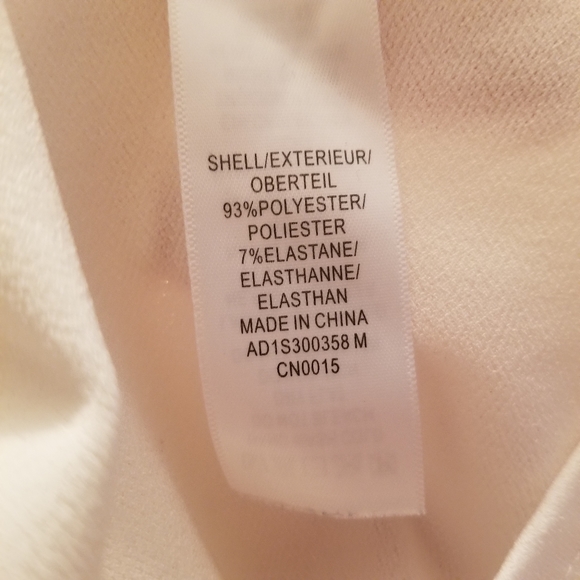 SHELL/EXTERIEUR/
OBERTEIL
93%POLYESTER/
POLIESTER
7%ELASTANE/
ELASTHANNE/
ELASTHAN
MADE IN CHINA
AD1S300358 M
CN0015